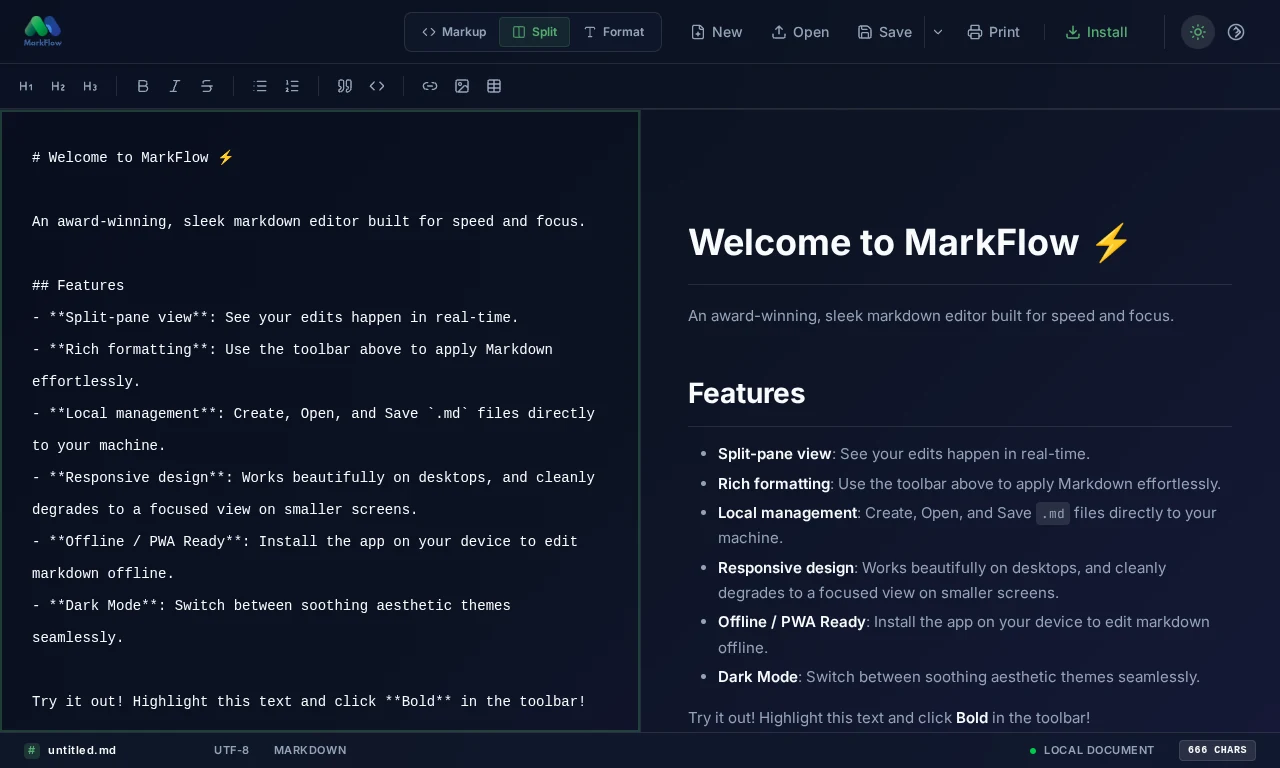 MarkFlow
Markup Split Format New Open Save Print Install
H1 H2 H3
# Welcome to MarkFlow ⚡
An award-winning, sleek markdown editor built for speed and focus.
## Features
- **Split-pane view**: See your edits happen in real-time.
- **Rich formatting**: Use the toolbar above to apply Markdown
effortlessly.
- **Local management**: Create, Open, and Save `.md` files directly
to your machine.
- **Responsive design**: Works beautifully on desktops, and cleanly
degrades to a focused view on smaller screens.
- **Offline / PWA Ready**: Install the app on your device to edit
markdown offline.
- **Dark Mode**: Switch between soothing aesthetic themes
seamlessly.
Try it out! Highlight this text and click **Bold** in the toolbar!
Welcome to MarkFlow ⚡
An award-winning, sleek markdown editor built for speed and focus.
Features
• Split-pane view: See your edits happen in real-time.
• Rich formatting: Use the toolbar above to apply Markdown effortlessly.
• Local management: Create, Open, and Save .md files directly to your
machine.
• Responsive design: Works beautifully on desktops, and cleanly
degrades to a focused view on smaller screens.
• Offline / PWA Ready: Install the app on your device to edit markdown
offline.
• Dark Mode: Switch between soothing aesthetic themes seamlessly.
Try it out! Highlight this text and click Bold in the toolbar!
# untitled.md UTF-8 MARKDOWN LOCAL DOCUMENT 666 CHARS